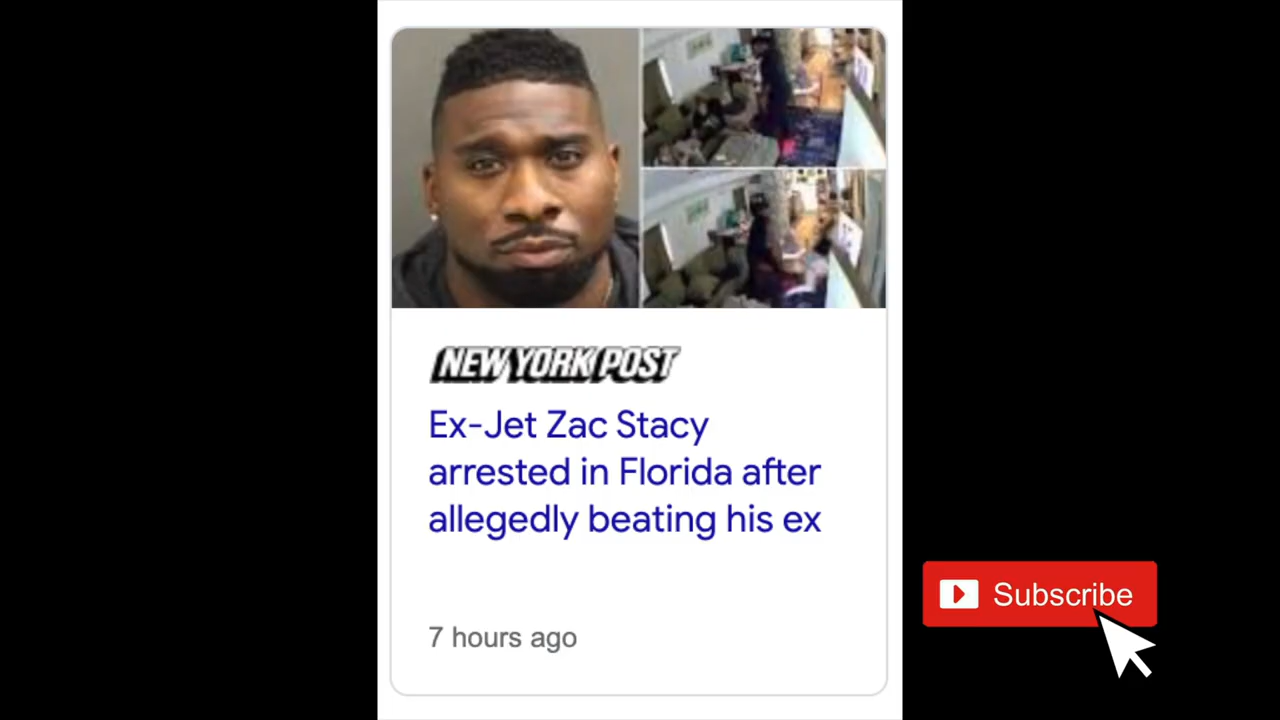 NEW YORK POST
Ex-Jet Zac Stacy
arrested in Florida after
allegedly beating his ex
7 hours ago
Subscribe